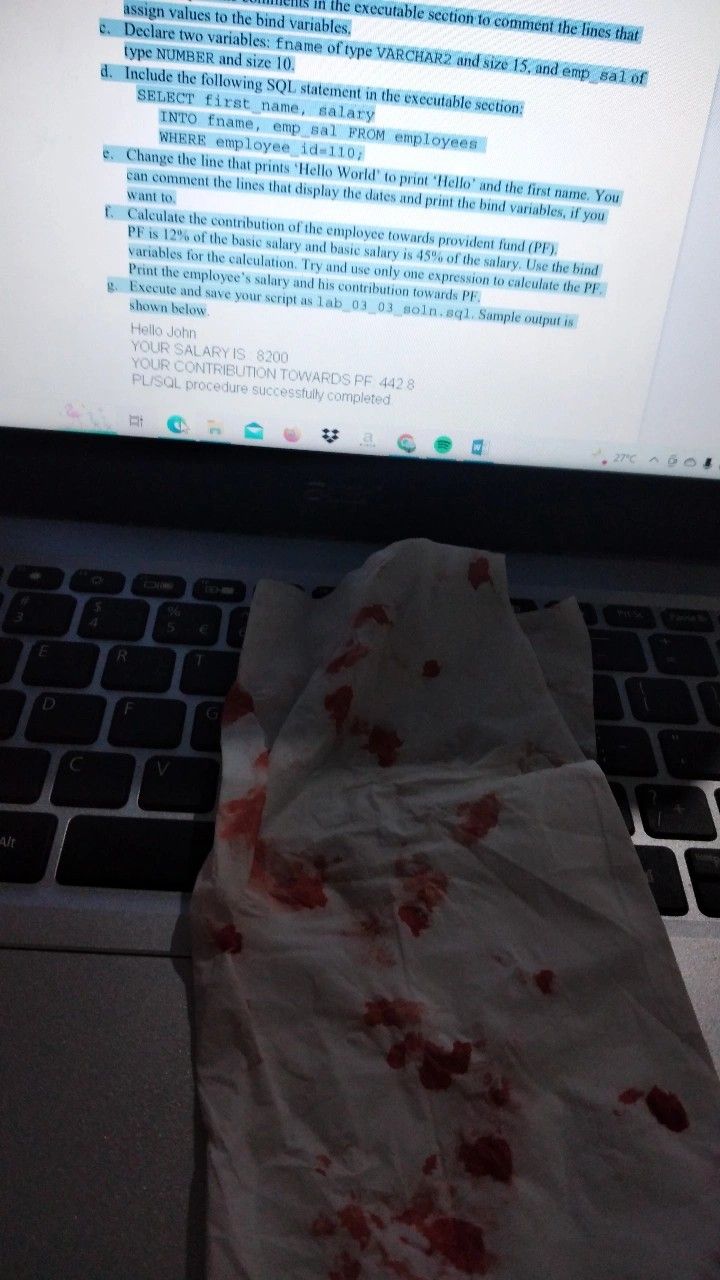 in the executable section to comment the lines that
assign values to the bind variables.
c. Declare two variables: fname of type VARCHAR2 and size 15, and emp_sal of
type NUMBER and size 10.
d. Include the following SQL statement in the executable section:
SELECT first_name, salary
INTO fname, emp_sal FROM employees
WHERE employee_id=110;
e. Change the line that prints ‘Hello World’ to print ‘Hello’ and the first name. You
can comment the lines that display the dates and print the bind variables, if you
want to.
f. Calculate the contribution of the employee towards provident fund (PF).
PF is 12% of the basic salary and basic salary is 45% of the salary. Use the bind
variables for the calculation. Try and use only one expression to calculate the PF.
Print the employee’s salary and his contribution towards PF.
g. Execute and save your script as lab_03_03_soln.sql. Sample output is
shown below.
Hello John
YOUR SALARY IS 8200
YOUR CONTRIBUTION TOWARDS PF 442.8
PL/SQL procedure successfully completed.
27°C
# 3 $ 4 % 5 €
E R T
D F G
C V
Alt